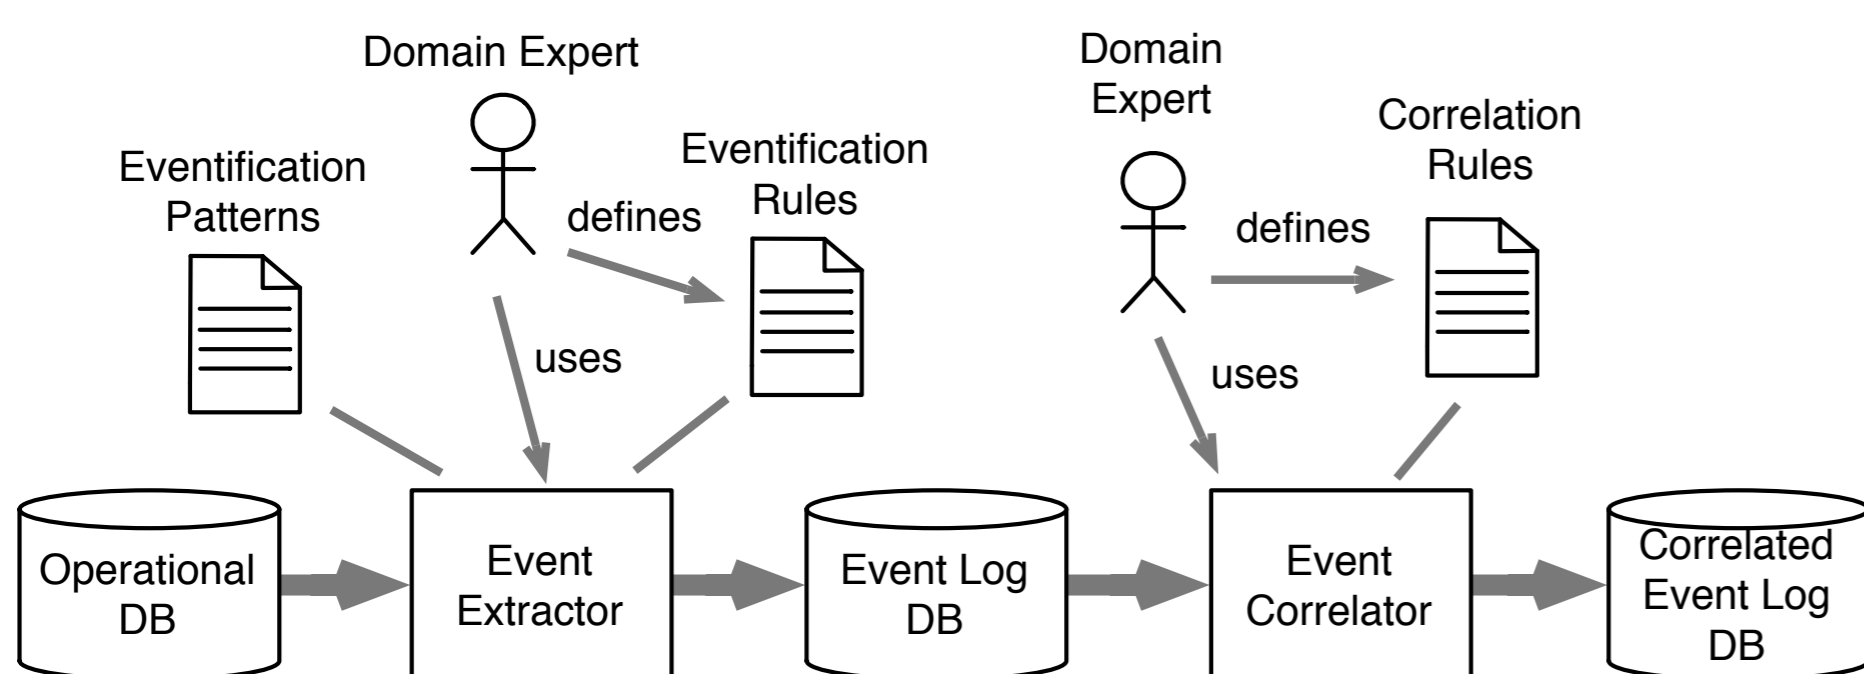 Domain Expert
Eventification
Patterns
defines
Eventification
Rules
uses
Domain
Expert
defines
Correlation
Rules
uses
Operational
DB
Event
Extractor
Event Log
DB
Event
Correlator
Correlated
Event Log
DB